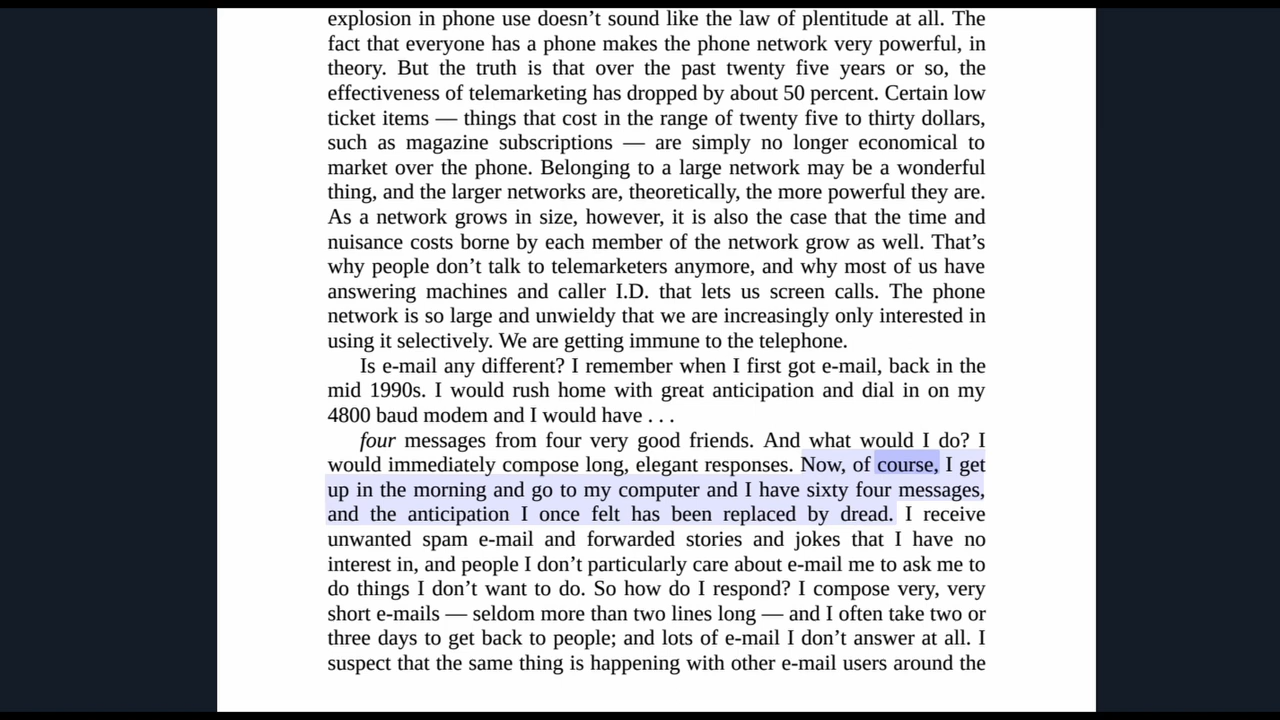 explosion in phone use doesn’t sound like the law of plentitude at all. The
fact that everyone has a phone makes the phone network very powerful, in
theory. But the truth is that over the past twenty five years or so, the
effectiveness of telemarketing has dropped by about 50 percent. Certain low
ticket items — things that cost in the range of twenty five to thirty dollars,
such as magazine subscriptions — are simply no longer economical to
market over the phone. Belonging to a large network may be a wonderful
thing, and the larger networks are, theoretically, the more powerful they are.
As a network grows in size, however, it is also the case that the time and
nuisance costs borne by each member of the network grow as well. That’s
why people don’t talk to telemarketers anymore, and why most of us have
answering machines and caller I.D. that lets us screen calls. The phone
network is so large and unwieldy that we are increasingly only interested in
using it selectively. We are getting immune to the telephone.
Is e-mail any different? I remember when I first got e-mail, back in the
mid 1990s. I would rush home with great anticipation and dial in on my
4800 baud modem and I would have . . .
four messages from four very good friends. And what would I do? I
would immediately compose long, elegant responses. Now, of course, I get
up in the morning and go to my computer and I have sixty four messages,
and the anticipation I once felt has been replaced by dread. I receive
unwanted spam e-mail and forwarded stories and jokes that I have no
interest in, and people I don’t particularly care about e-mail me to ask me to
do things I don’t want to do. So how do I respond? I compose very, very
short e-mails — seldom more than two lines long — and I often take two or
three days to get back to people; and lots of e-mail I don’t answer at all. I
suspect that the same thing is happening with other e-mail users around the